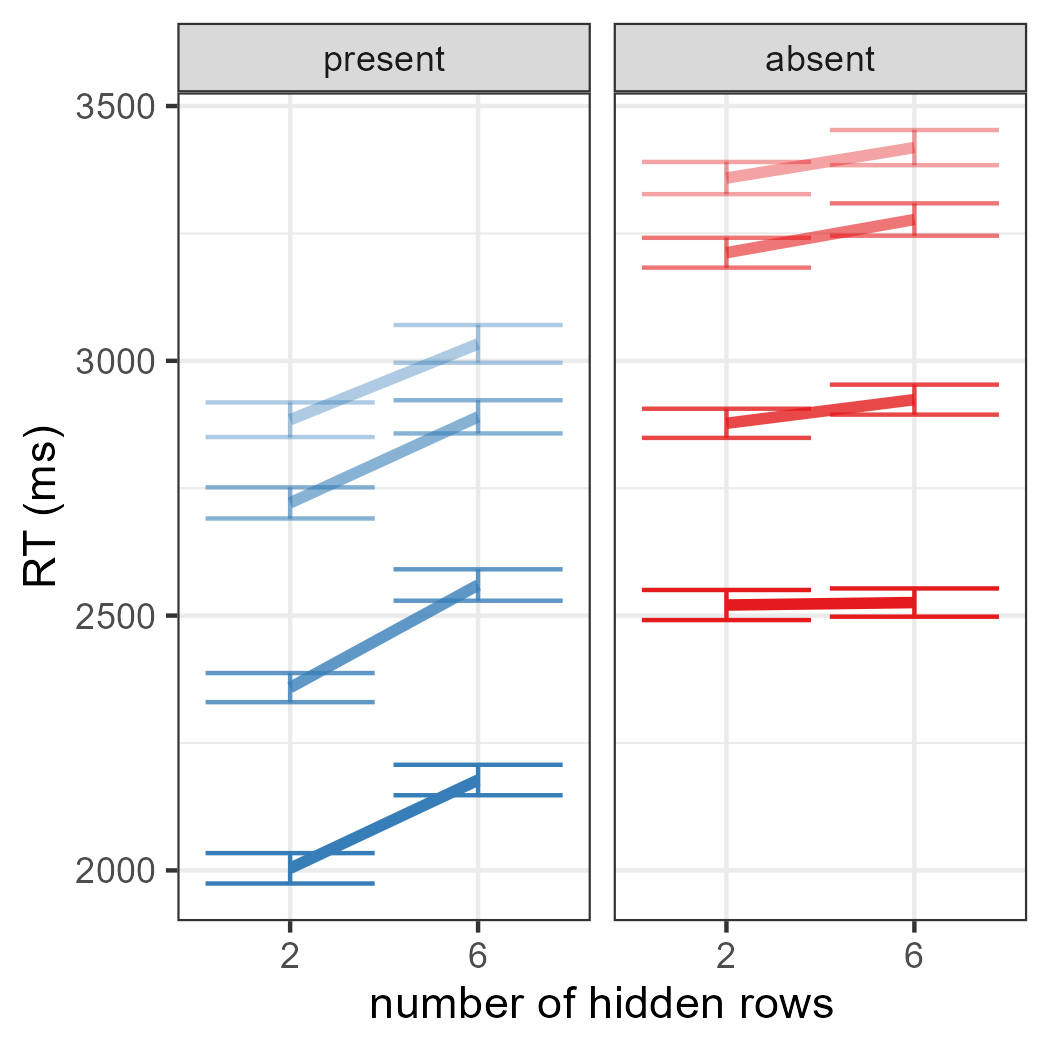 present absent
3500
3000
2500
2000
RT (ms)
2 6 2 6
number of hidden rows